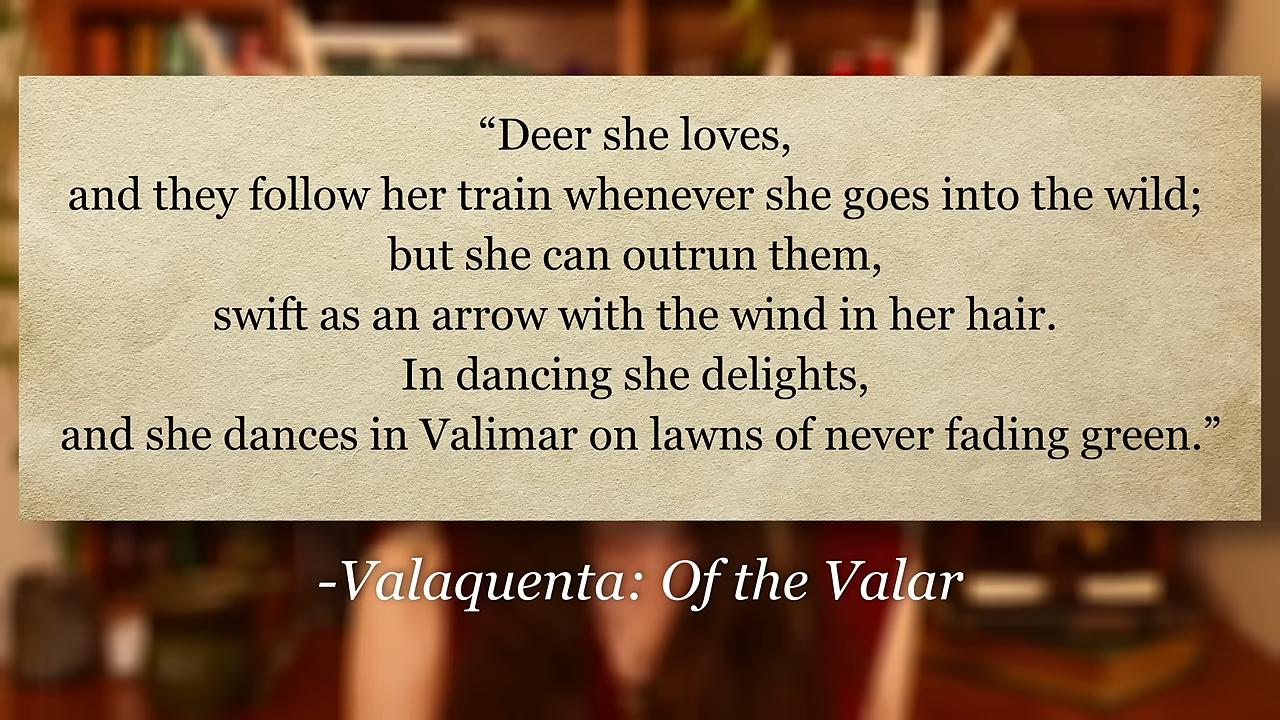 “Deer she loves,
and they follow her train whenever she goes into the wild;
but she can outrun them,
swift as an arrow with the wind in her hair.
In dancing she delights,
and she dances in Valimar on lawns of never fading green.”
-Valaquenta: Of the Valar